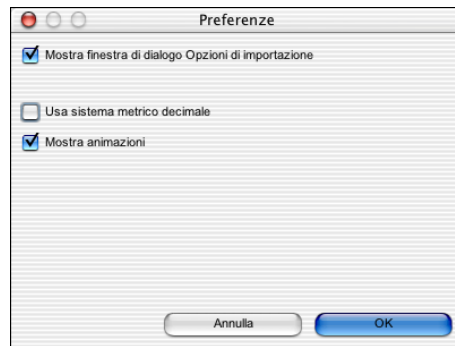 Preferenze
Mostra finestra di dialogo Opzioni di importazione
Usa sistema metrico decimale
Mostra animazioni
Annulla
OK